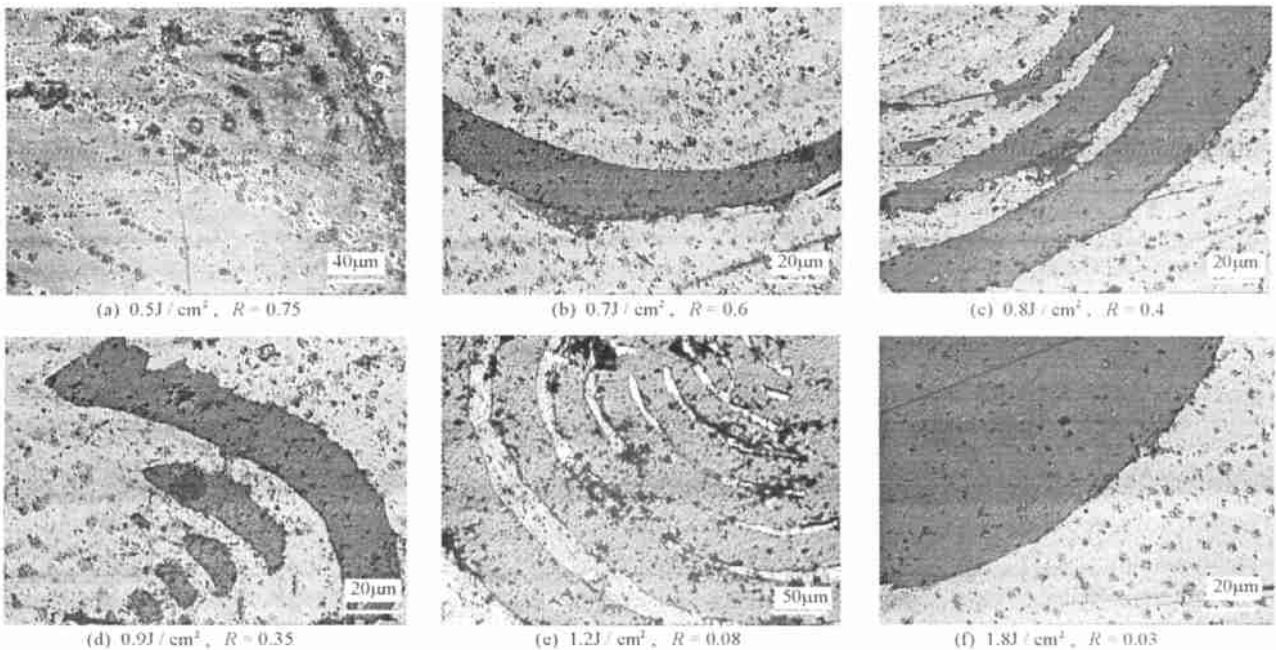 40μm
20μm
20μm
(a) 0.5J / cm², R = 0.75
(b) 0.7J / cm², R = 0.6
(c) 0.8J / cm², R = 0.4
20μm
50μm
20μm
(d) 0.9J / cm², R = 0.35
(e) 1.2J / cm², R = 0.08
(f) 1.8J / cm², R = 0.03